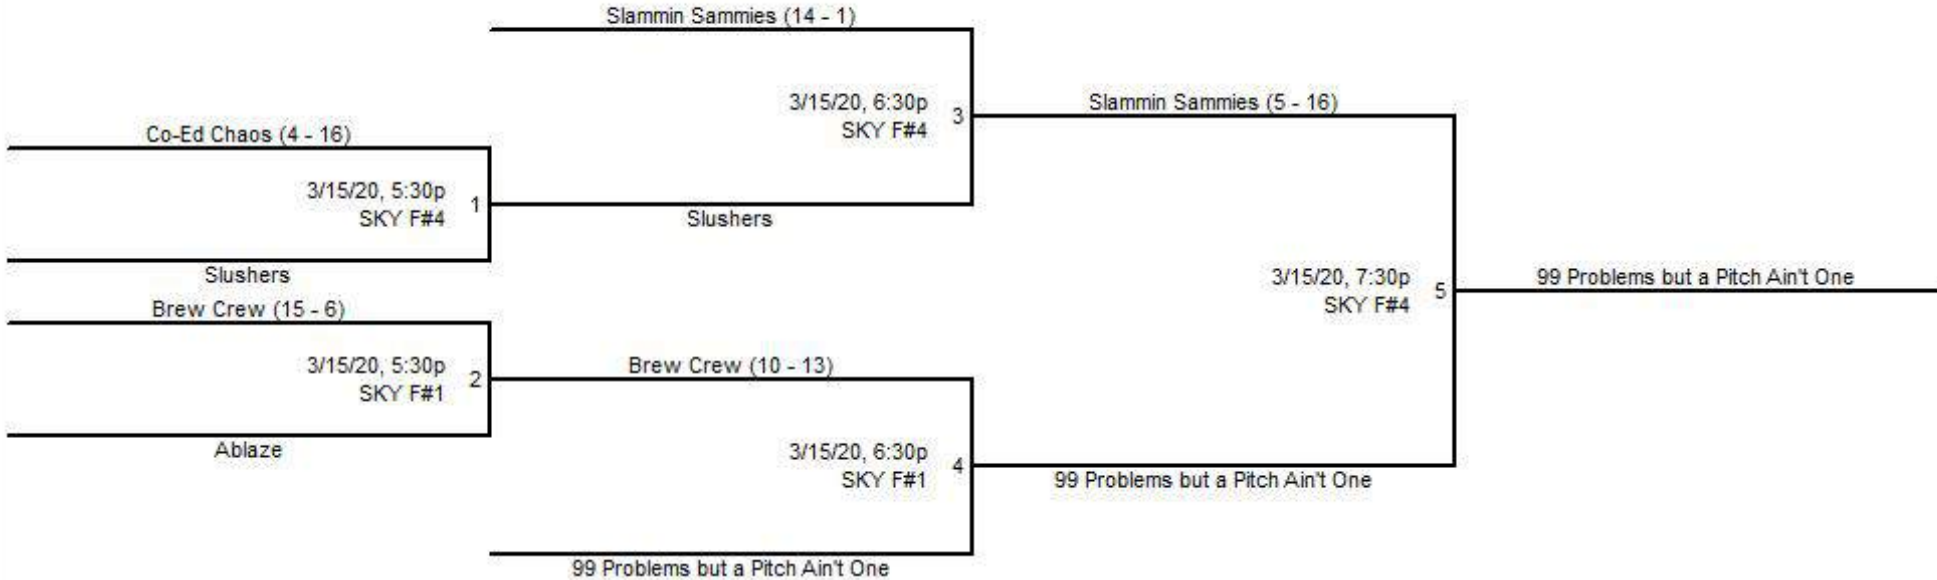 Slammin Sammies (14 - 1)
3/15/20, 6:30p
SKY F#4
3
Slammin Sammies (5 - 16)
Co-Ed Chaos (4 - 16)
3/15/20, 5:30p
SKY F#4
1
Slushers
Slushers
Brew Crew (15 - 6)
3/15/20, 5:30p
SKY F#1
2
Ablaze
Brew Crew (10 - 13)
3/15/20, 6:30p
SKY F#1
4
99 Problems but a Pitch Ain't One
99 Problems but a Pitch Ain't One
3/15/20, 7:30p
SKY F#4
5
99 Problems but a Pitch Ain't One